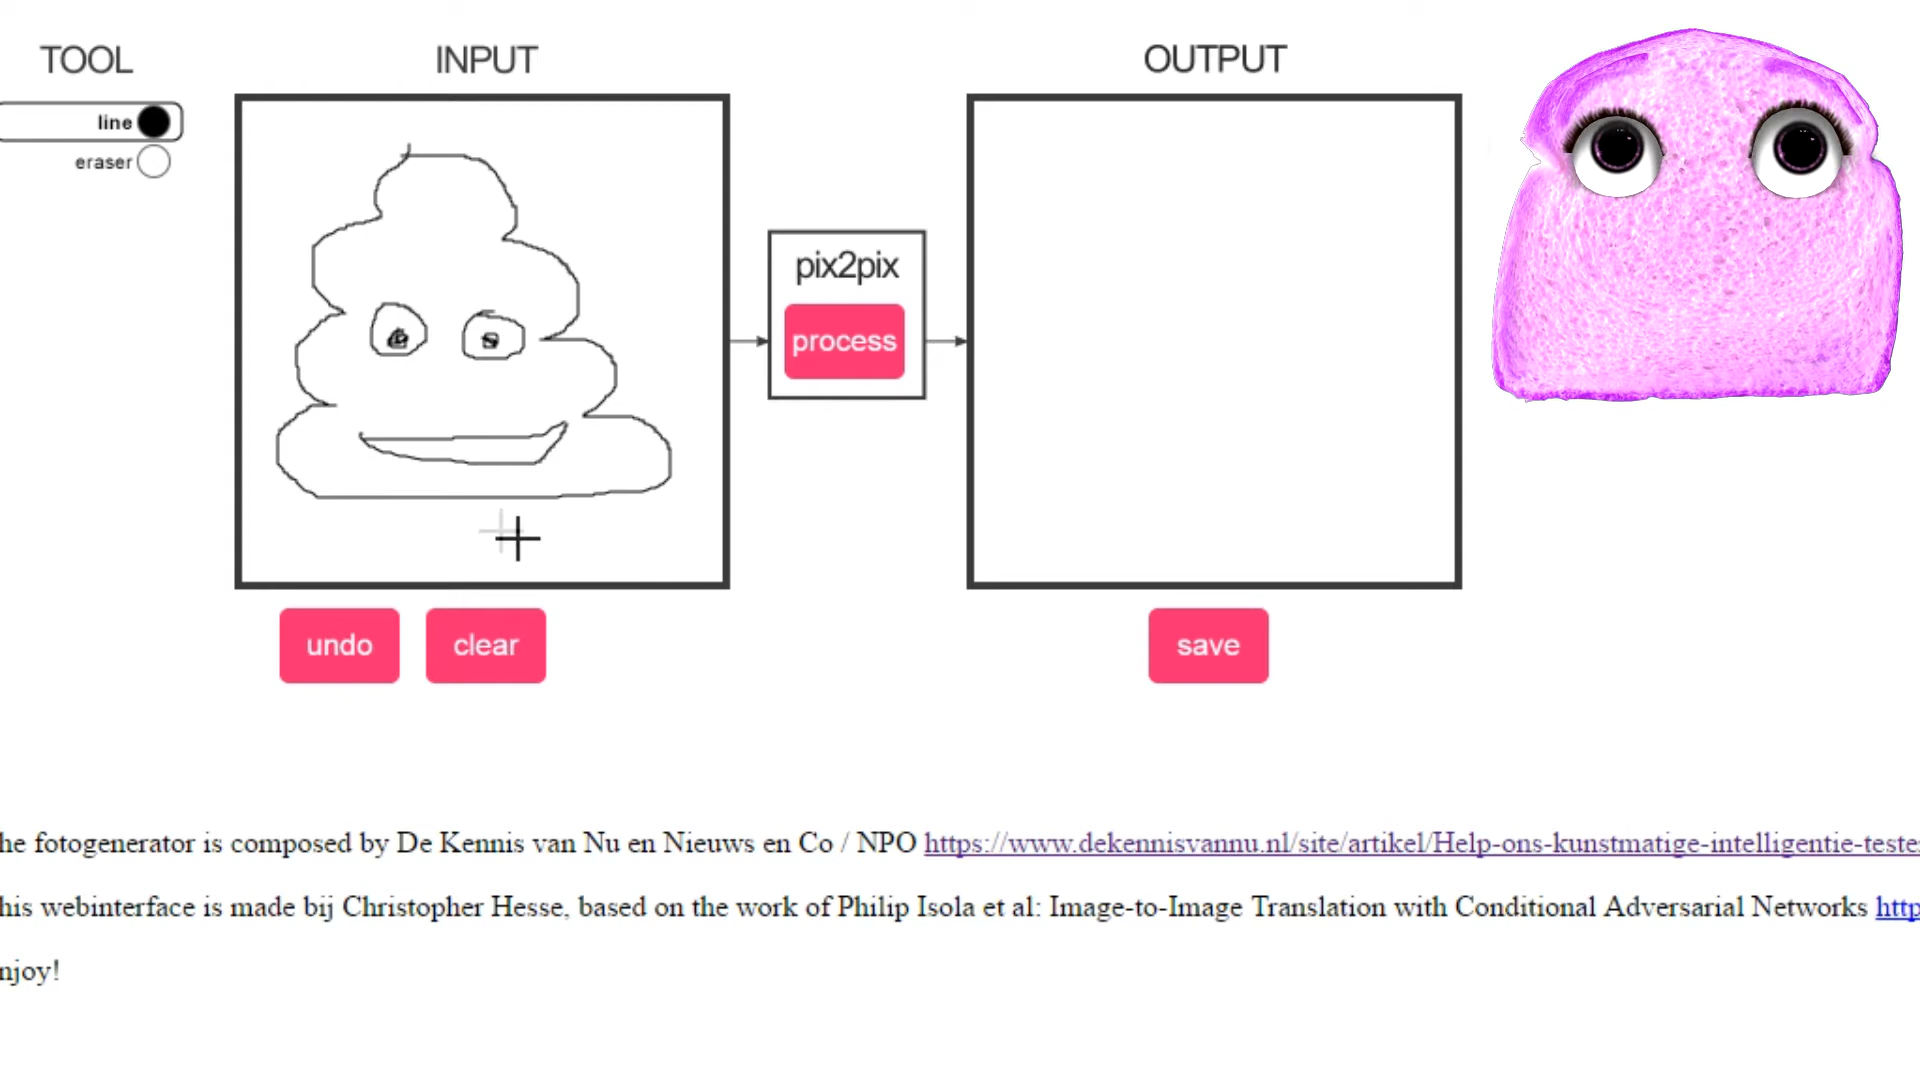 TOOL
INPUT
OUTPUT
line
eraser
pix2pix
process
undo
clear
save
he fotogenerator is composed by De Kennis van Nu en Nieuws en Co / NPO https://www.dekennisvannu.nl/site/artikel/Help-ons-kunstmatige-intelligentie-teste
his webinterface is made bij Christopher Hesse, based on the work of Philip Isola et al: Image-to-Image Translation with Conditional Adversarial Networks http
njoy!